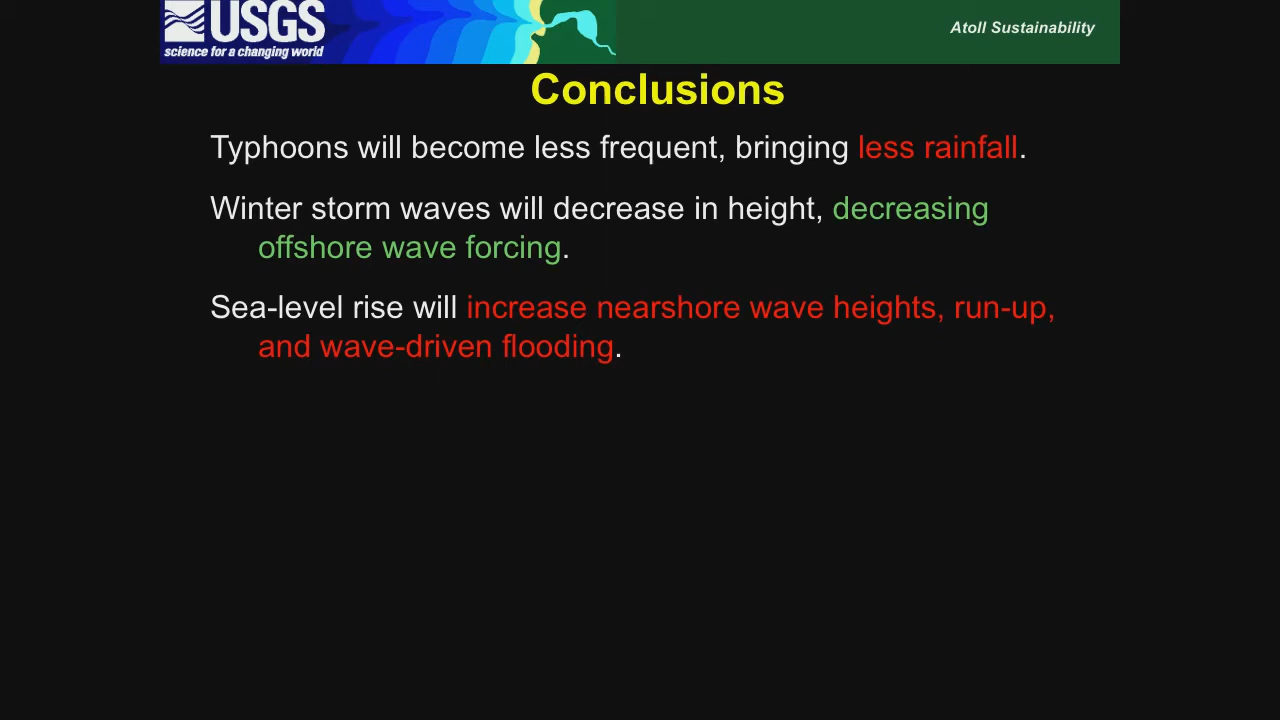 USGS
science for a changing world
Atoll Sustainability
Conclusions
Typhoons will become less frequent, bringing less rainfall.
Winter storm waves will decrease in height, decreasing
offshore wave forcing.
Sea-level rise will increase nearshore wave heights, run-up,
and wave-driven flooding.